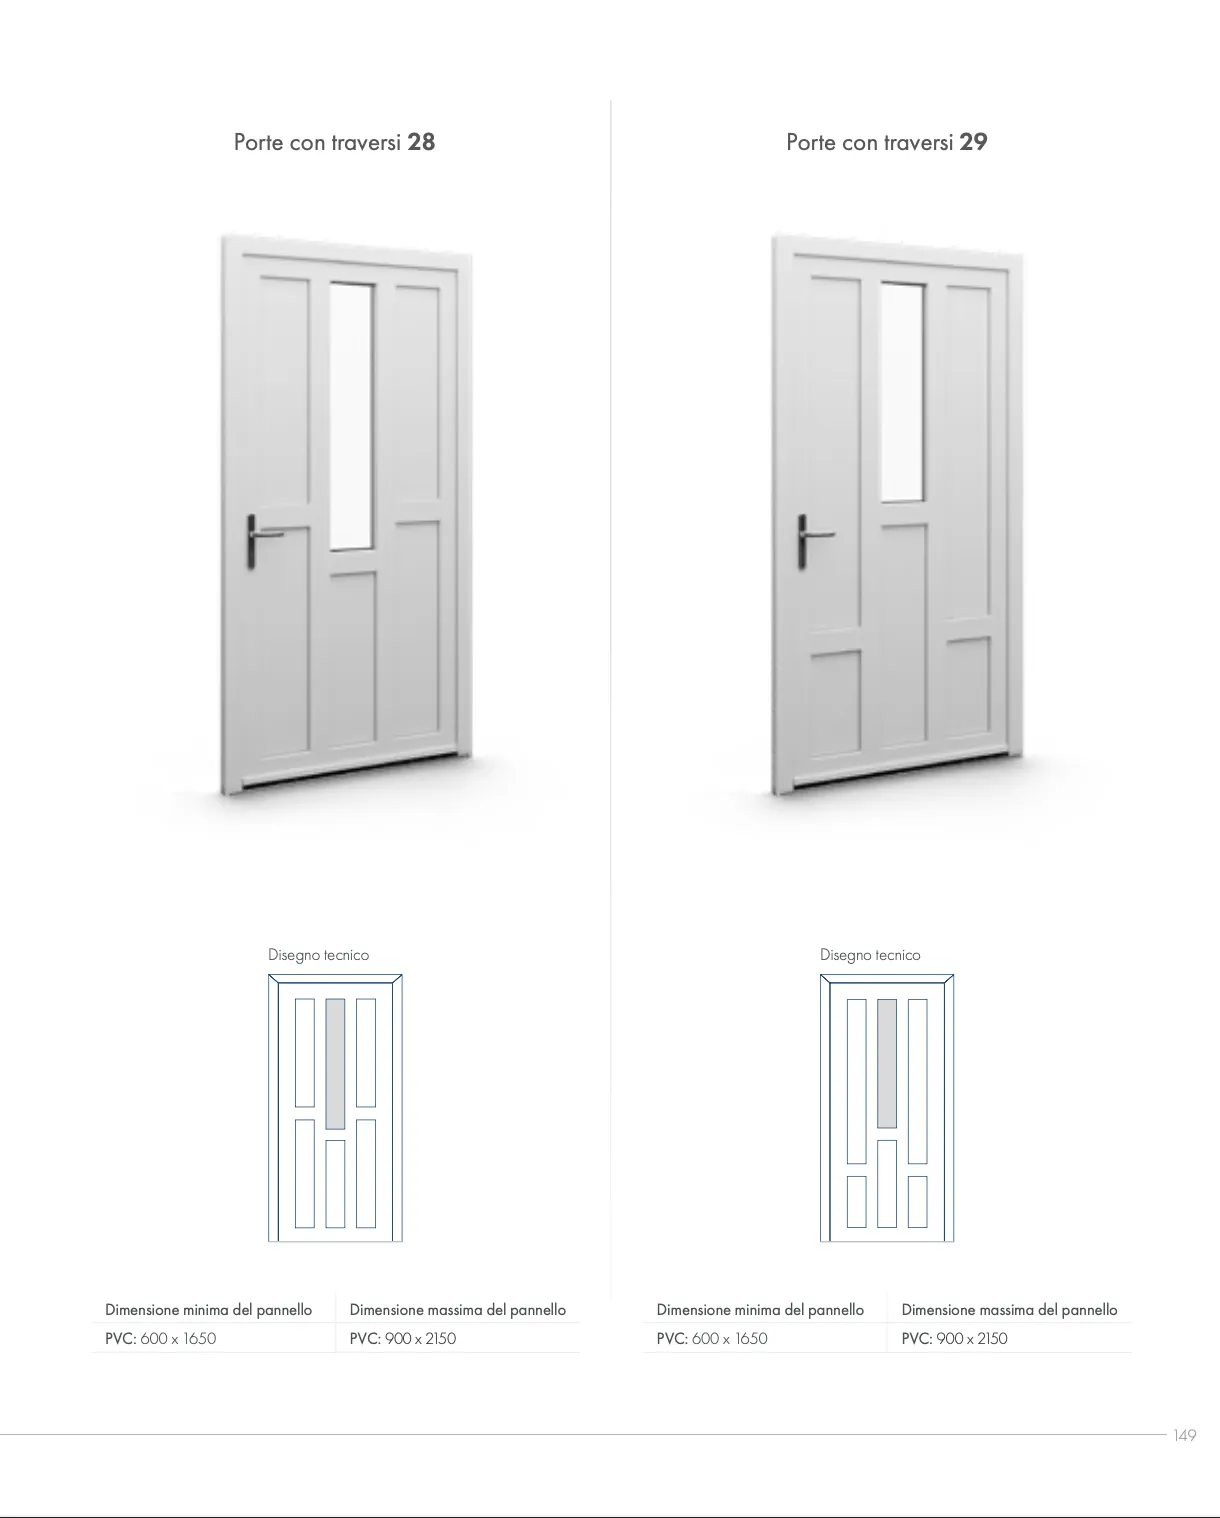 Porte con traversi 28
Disegno tecnico
Dimensione minima del pannello
Dimensione massima del pannello
PVC: 600 x 1650
PVC: 900 x 2150
Porte con traversi 29
Disegno tecnico
Dimensione minima del pannello
Dimensione massima del pannello
PVC: 600 x 1650
PVC: 900 x 2150
149